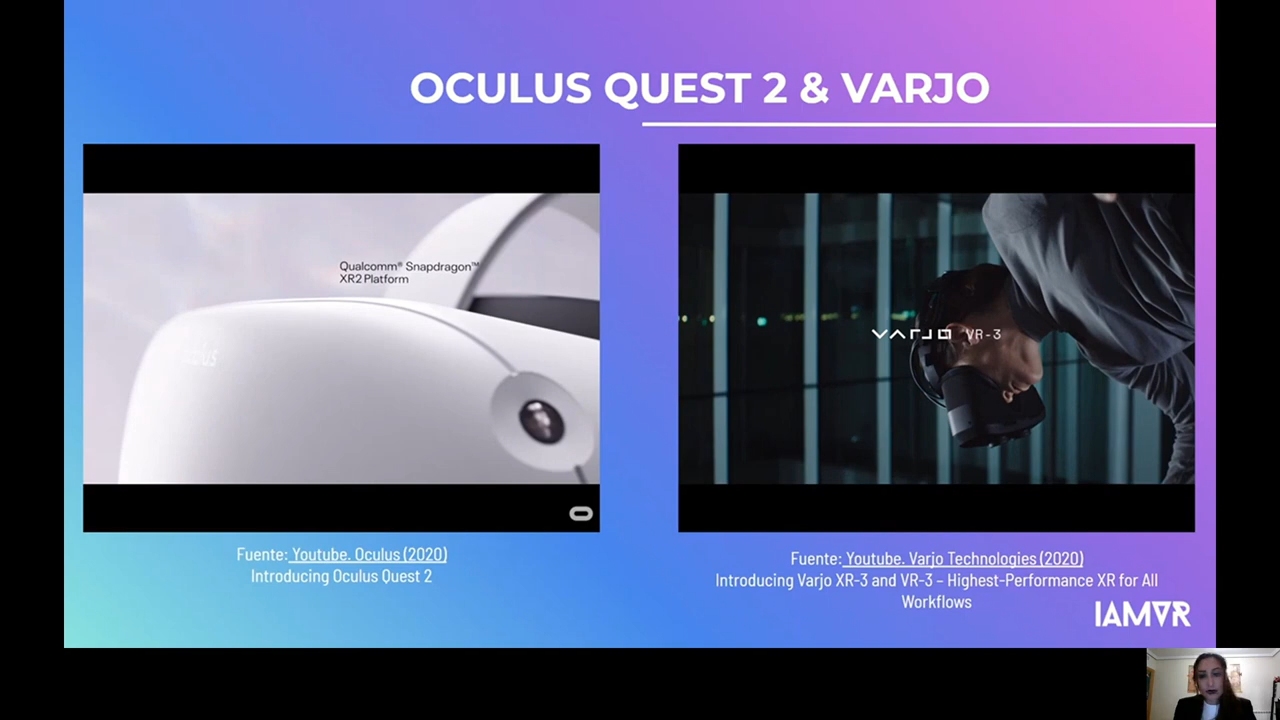 OCULUS QUEST 2 & VARJO
Qualcomm® Snapdragon™
XR2 Platform
VARJO VR-3
Fuente: Youtube. Oculus (2020)
Introducing Oculus Quest 2
Fuente: Youtube. Varjo Technologies (2020)
Introducing Varjo XR-3 and VR-3 – Highest-Performance XR for All
Workflows
IAMVR